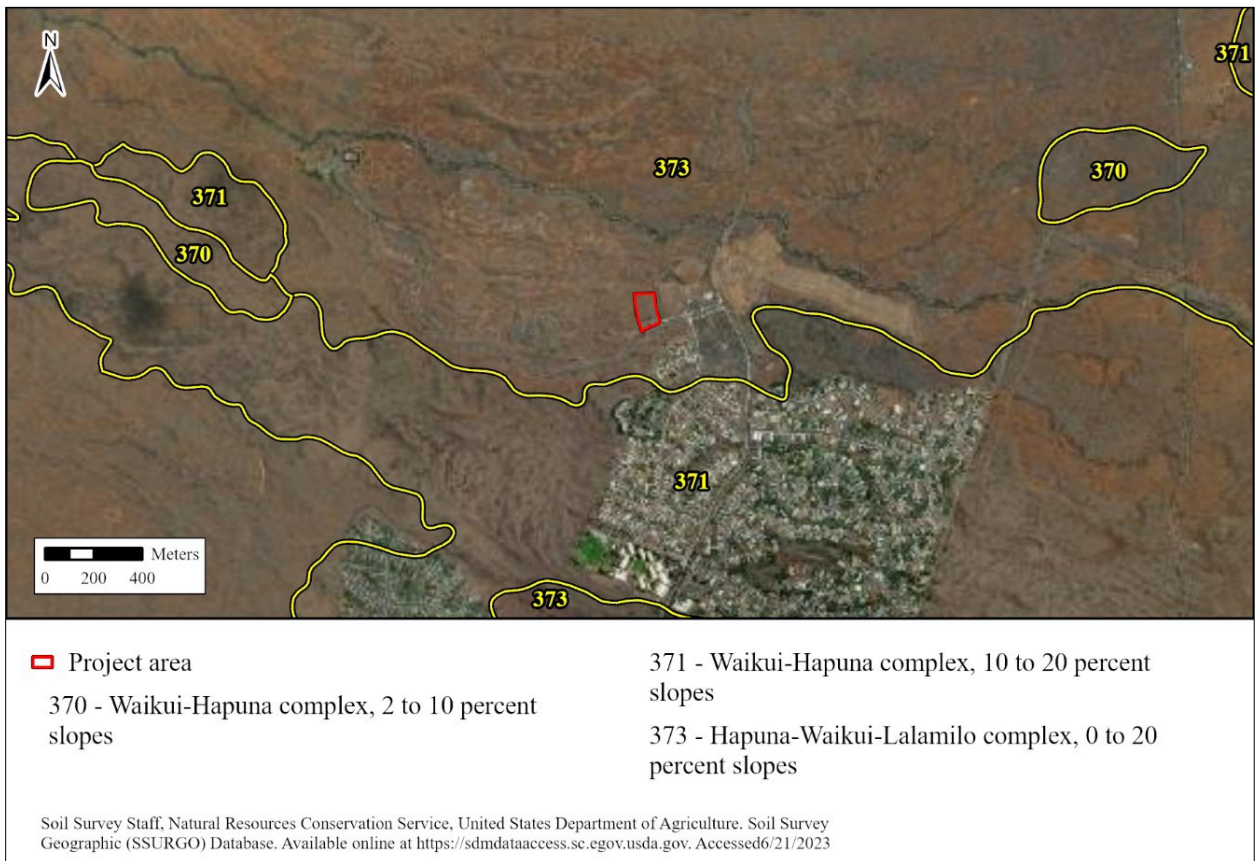 N
371
373
370
371
370
371
373
Meters
0 200 400
Project area
370 - Waikui-Hapuna complex, 2 to 10 percent
slopes
371 - Waikui-Hapuna complex, 10 to 20 percent
slopes
373 - Hapuna-Waikui-Lalamilo complex, 0 to 20
percent slopes
Soil Survey Staff, Natural Resources Conservation Service, United States Department of Agriculture. Soil Survey
Geographic (SSURGO) Database. Available online at https://sdmdataaccess.sc.egov.usda.gov. Accessed6/21/2023